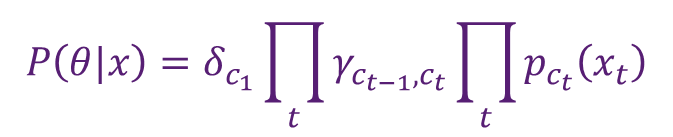 P(θ|x) = δ_{c_1} ∏_t γ_{c_{t−1},c_t} ∏_t p_{c_t}(x_t)